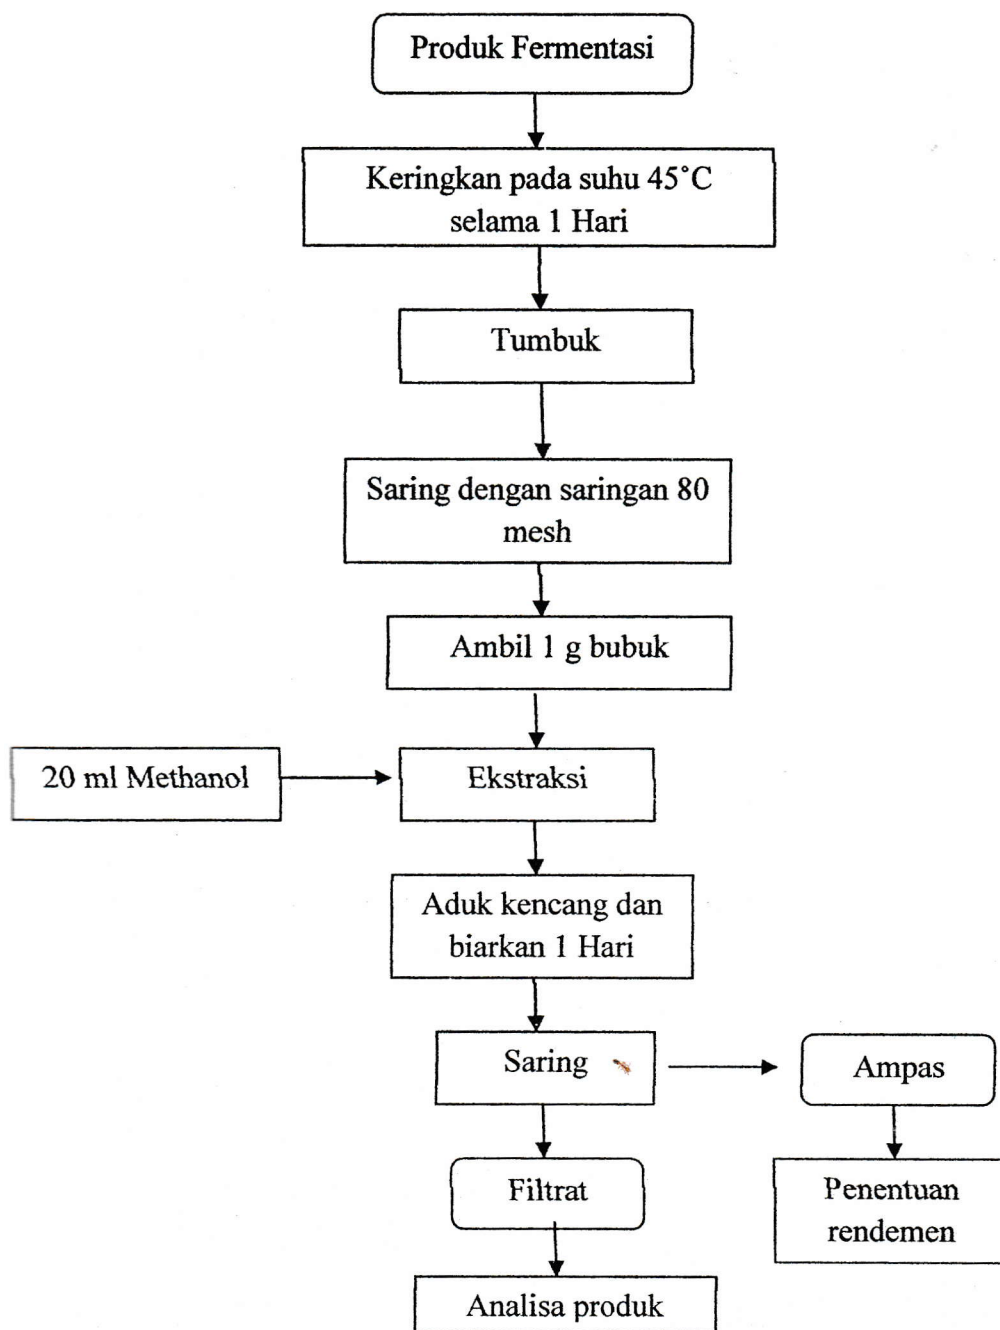 Produk Fermentasi
Keringkan pada suhu 45˚C
selama 1 Hari
Tumbuk
Saring dengan saringan 80
mesh
Ambil 1 g bubuk
20 ml Methanol
Ekstraksi
Aduk kencang dan
biarkan 1 Hari
Saring
Ampas
Filtrat
Penentuan
rendemen
Analisa produk